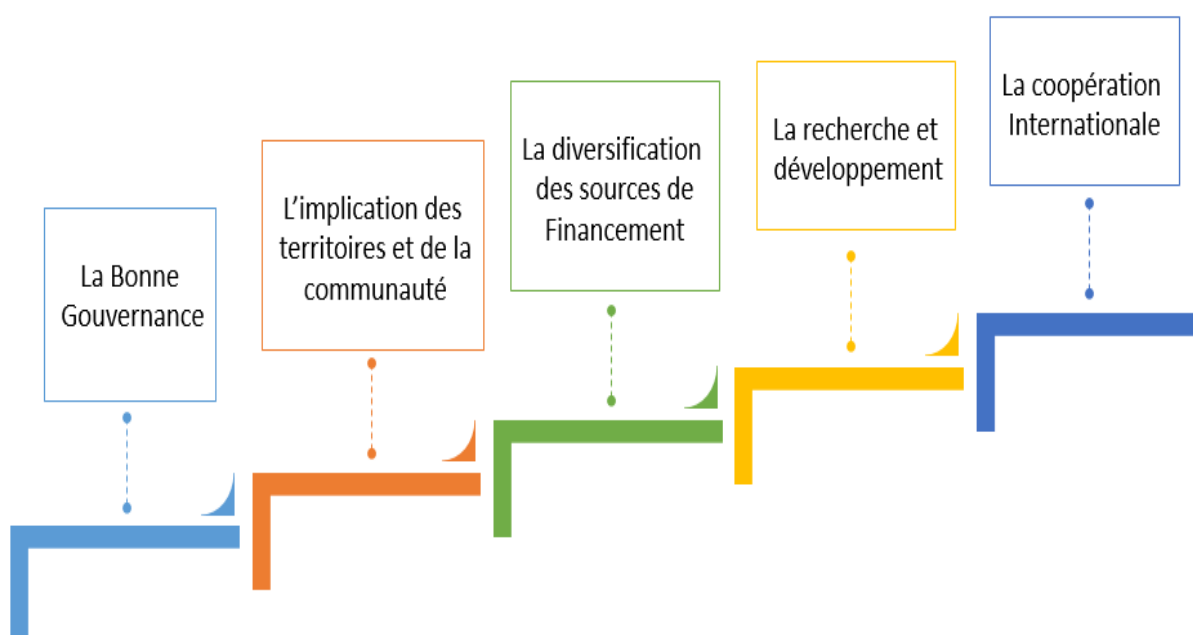 La Bonne
Gouvernance
L’implication des
territoires et de la
communauté
La diversification
des sources de
Financement
La recherche et
développement
La coopération
Internationale